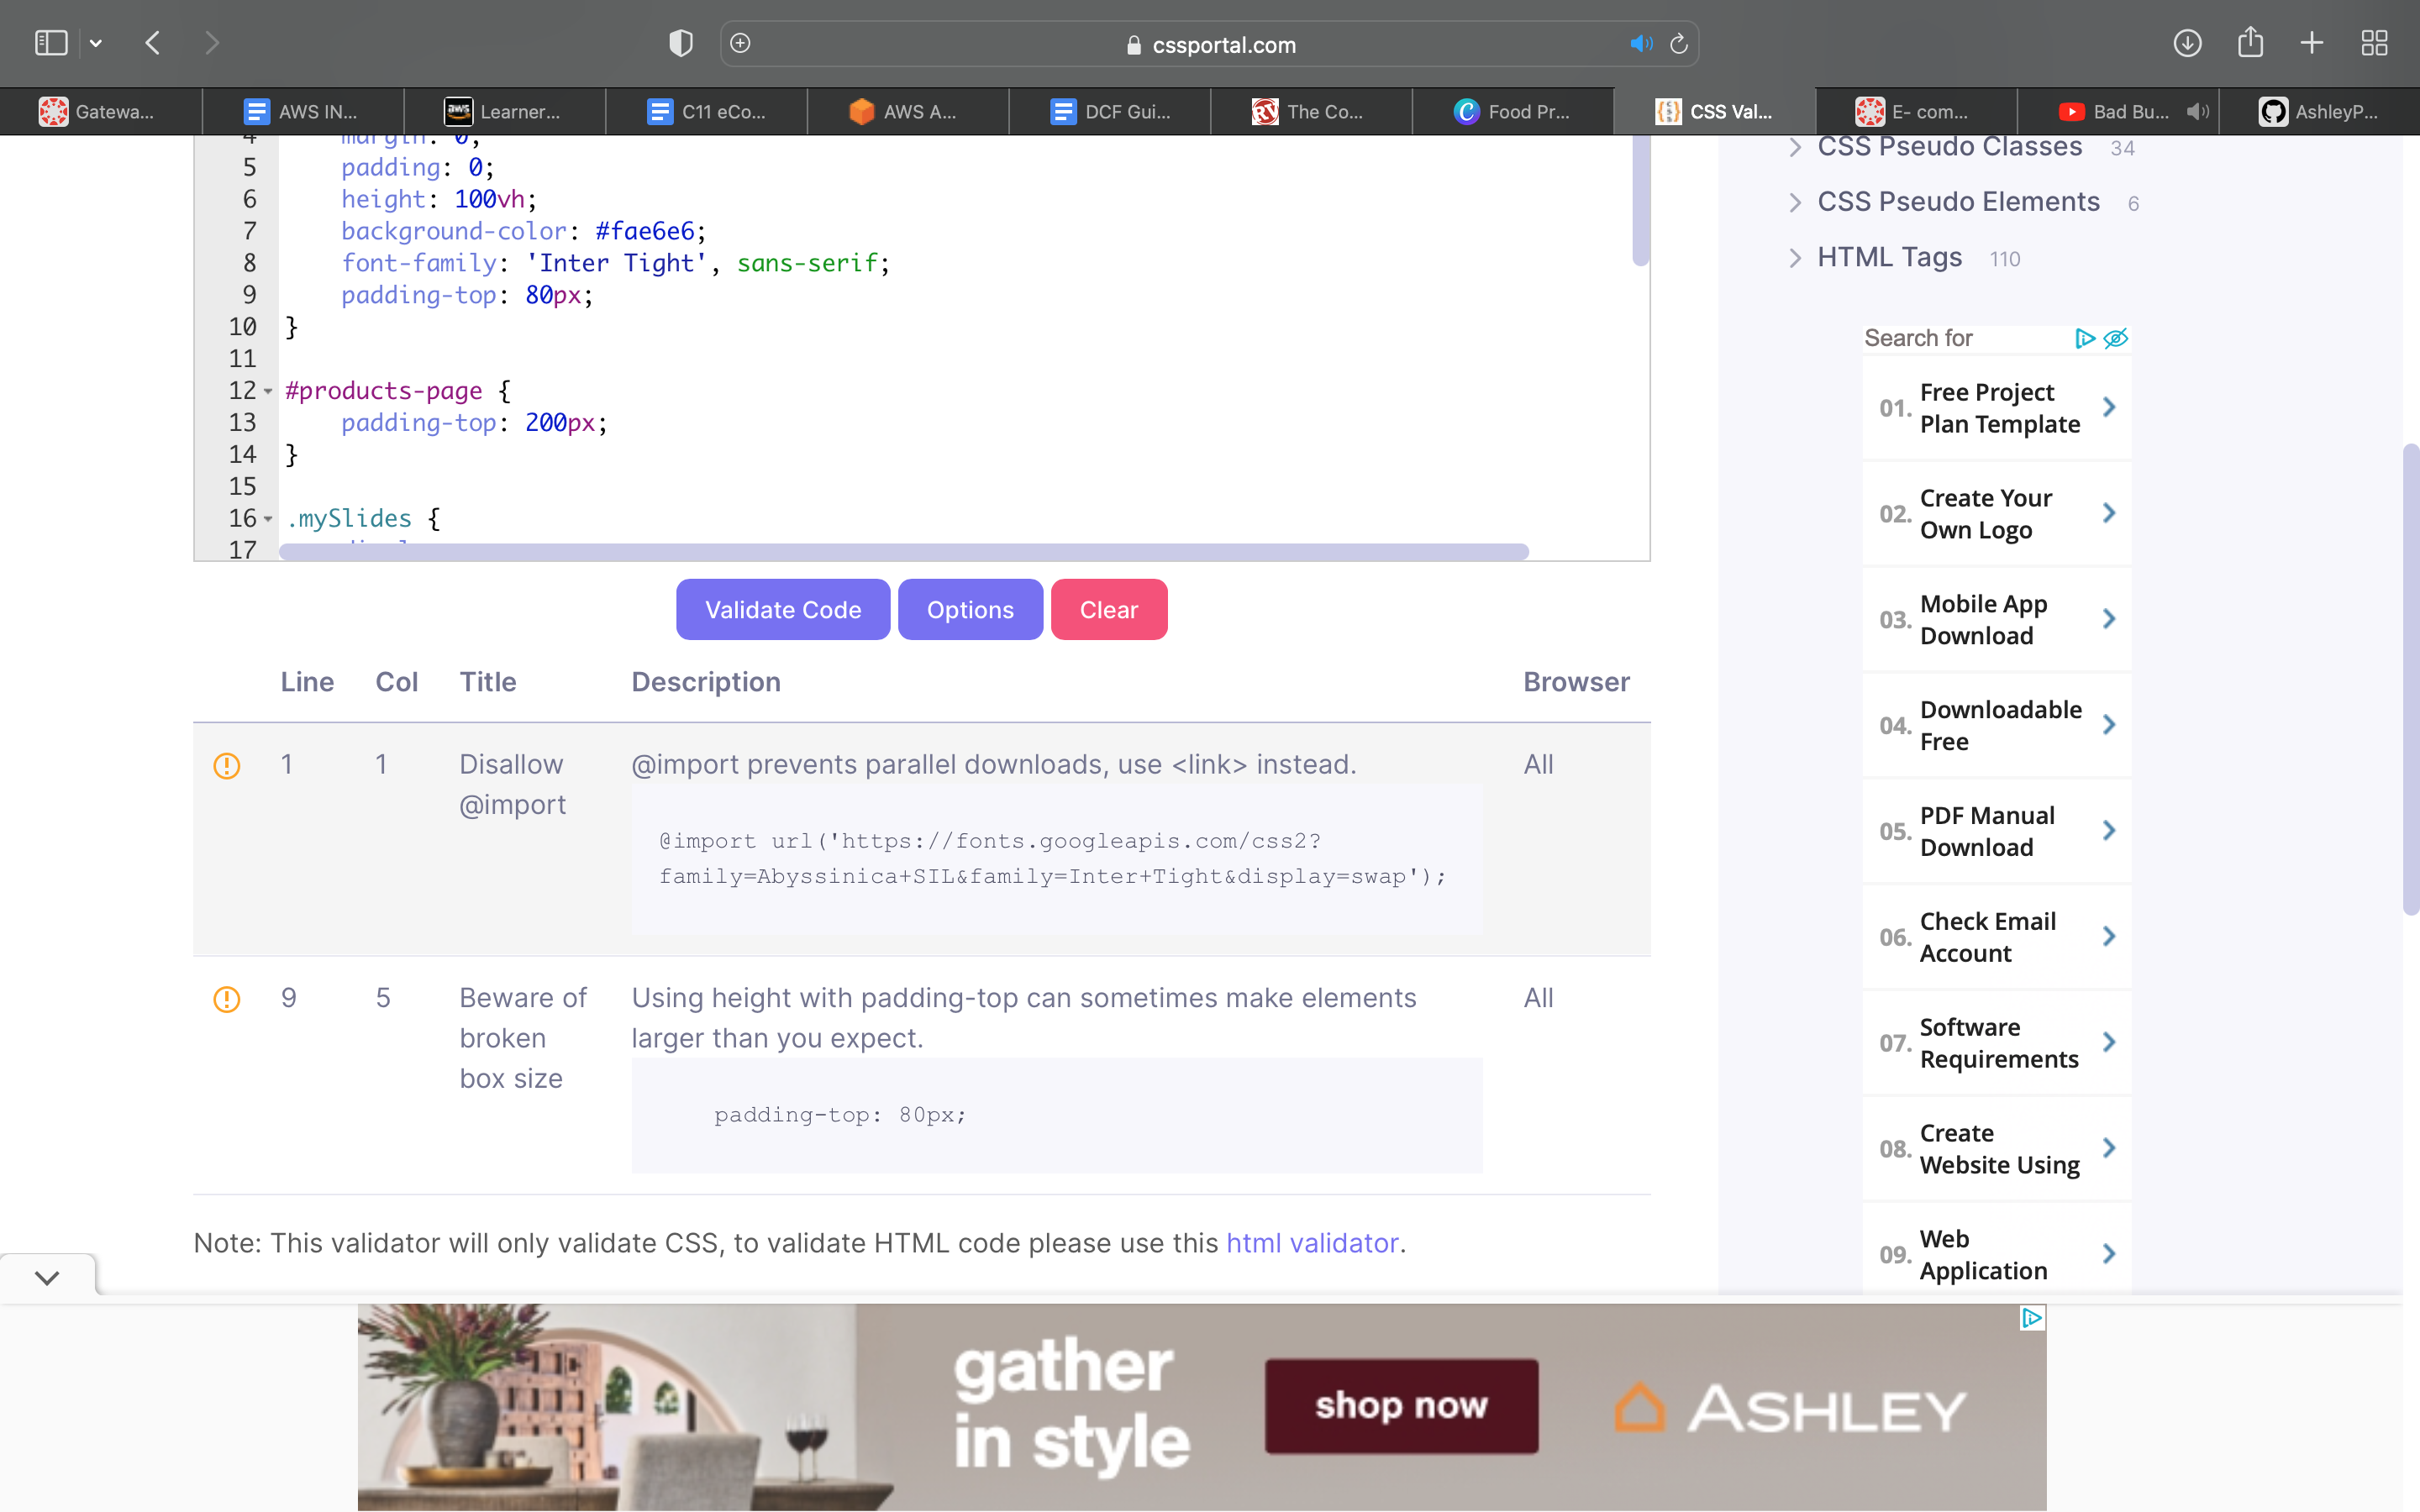 cssportal.com
Gatewa...
AWS IN...
Learner...
C11 eCo...
AWS A...
DCF Gui...
The Co...
Food Pr...
CSS Val...
E- com...
Bad Bu...
AshleyP...
4 margin: 0;
5 padding: 0;
6 height: 100vh;
7 background-color: #fae6e6;
8 font-family: 'Inter Tight', sans-serif;
9 padding-top: 80px;
10 }
11
12 #products-page {
13 padding-top: 200px;
14 }
15
16 .mySlides {
17
Validate Code Options Clear
Line Col Title Description Browser
1 1 Disallow @import prevents parallel downloads, use <link> instead. All
@import
@import url('https://fonts.googleapis.com/css2?
family=Abyssinica+SIL&family=Inter+Tight&display=swap');
9 5 Beware of Using height with padding-top can sometimes make elements All
broken larger than you expect.
box size
padding-top: 80px;
Note: This validator will only validate CSS, to validate HTML code please use this html validator.
CSS Pseudo Classes 34
CSS Pseudo Elements 6
HTML Tags 110
Search for
01. Free Project
Plan Template
02. Create Your
Own Logo
03. Mobile App
Download
04. Downloadable
Free
05. PDF Manual
Download
06. Check Email
Account
07. Software
Requirements
08. Create
Website Using
09. Web
Application
gather
in style
shop now
ASHLEY